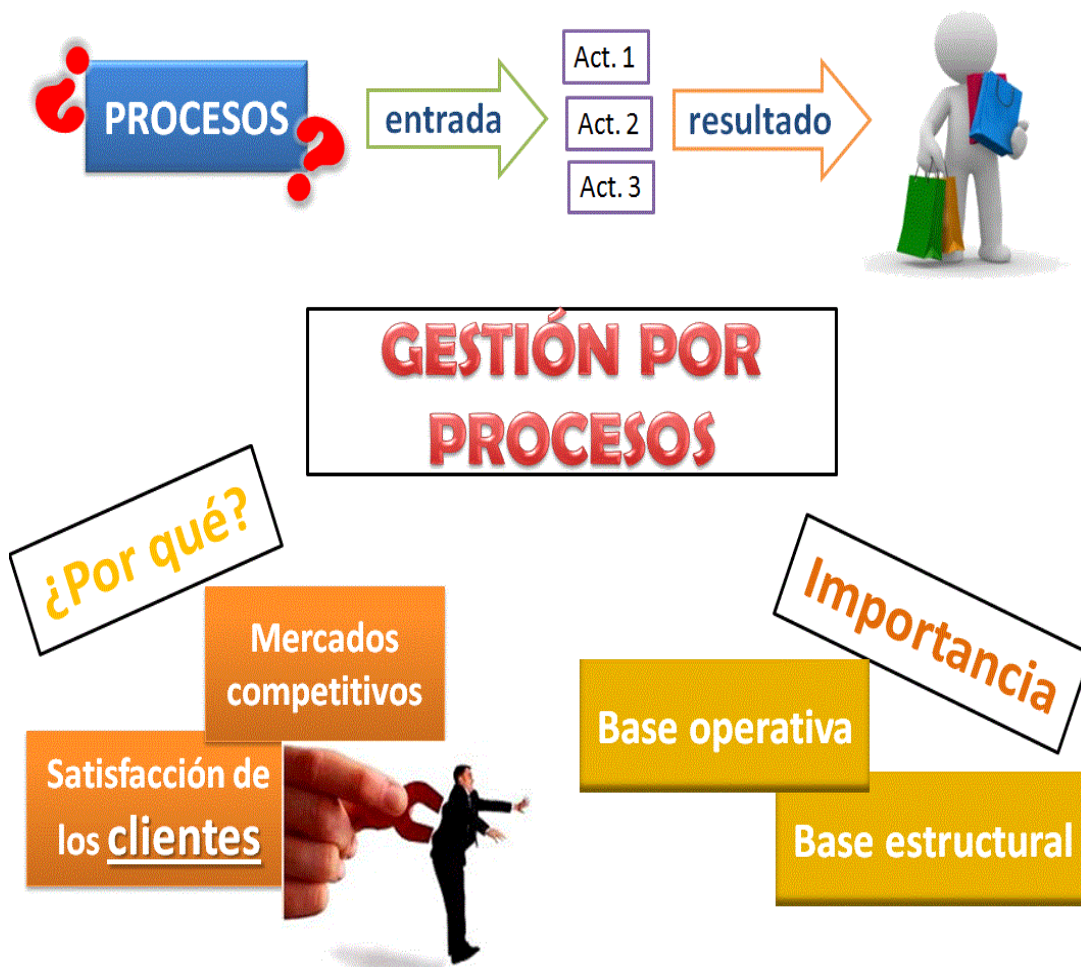 ¿PROCESOS?
entrada
Act. 1
Act. 2
Act. 3
resultado
GESTIÓN POR
PROCESOS
¿Por qué?
Mercados
competitivos
Satisfacción de
los clientes
Importancia
Base operativa
Base estructural